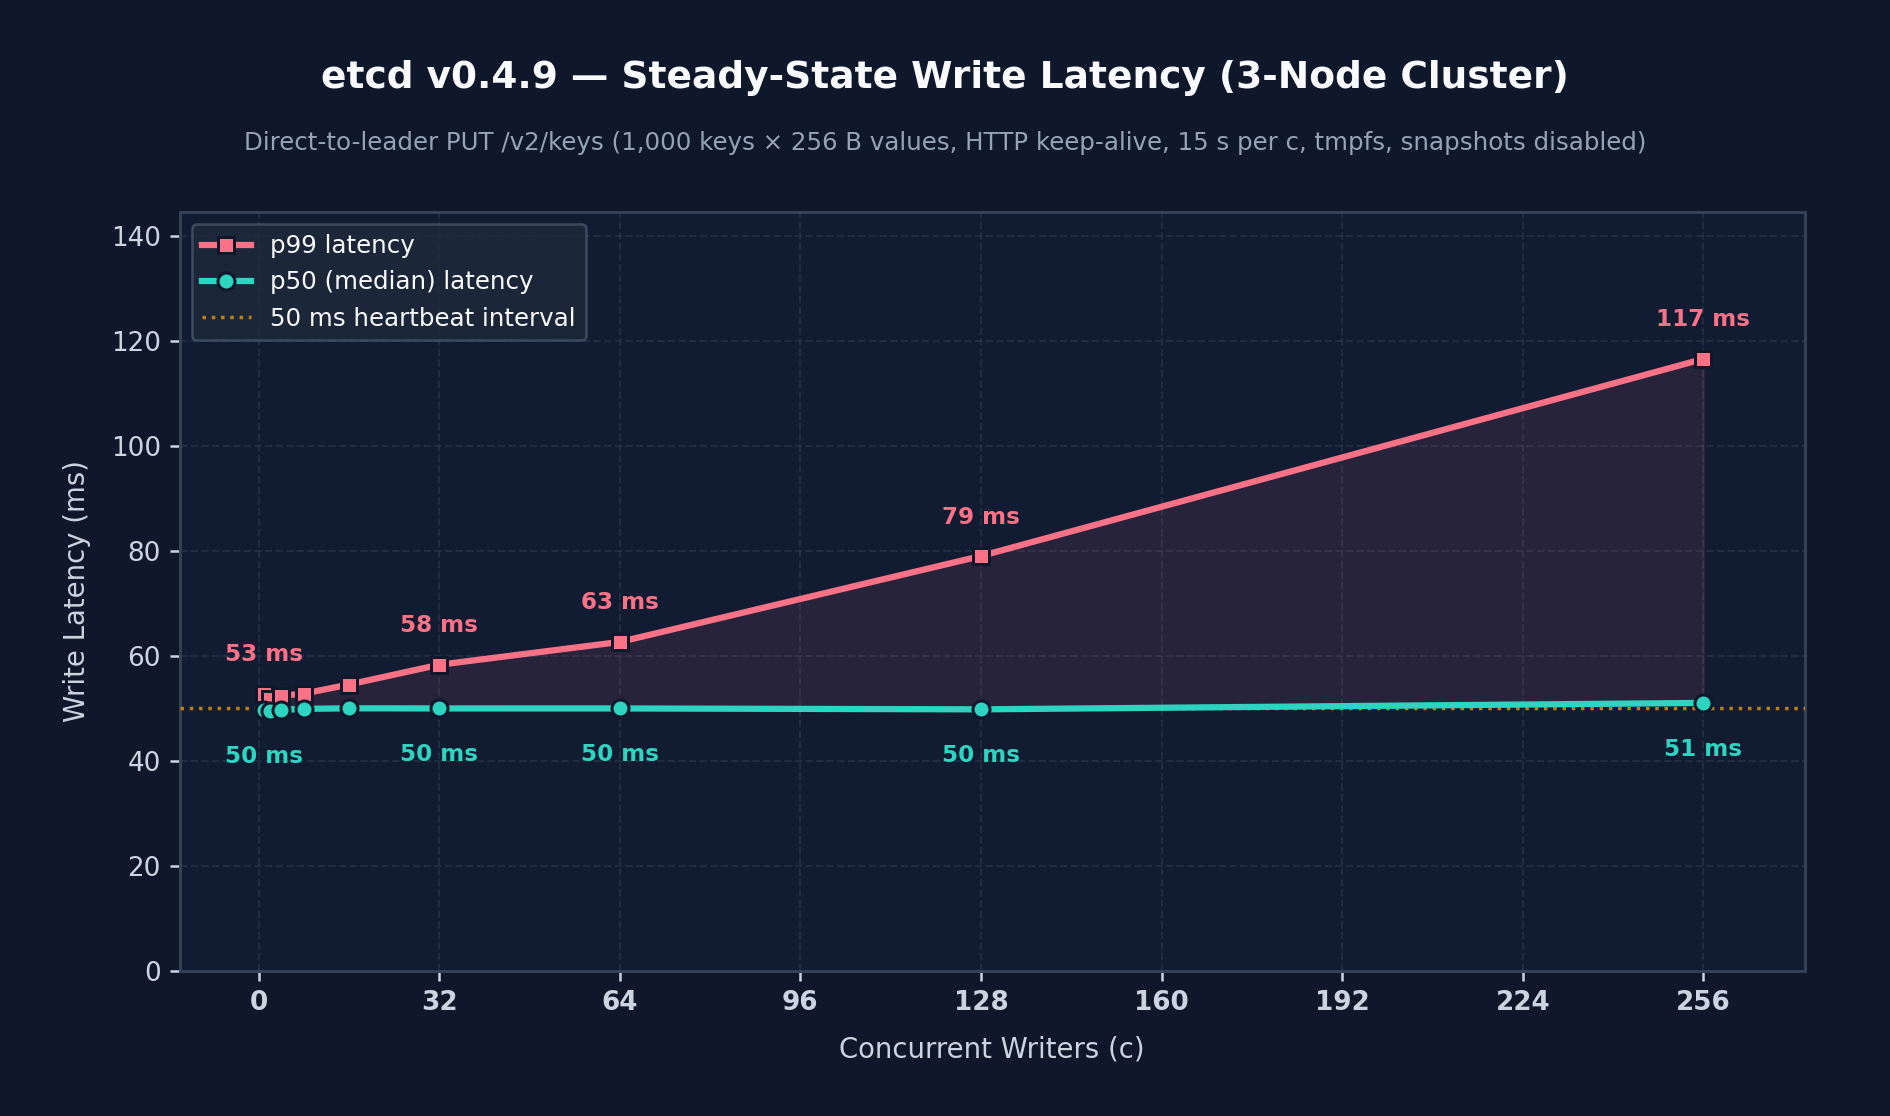 etcd v0.4.9 — Steady-State Write Latency (3-Node Cluster)
Direct-to-leader PUT /v2/keys (1,000 keys × 256 B values, HTTP keep-alive, 15 s per c, tmpfs, snapshots disabled)
p99 latency
p50 (median) latency
50 ms heartbeat interval
Write Latency (ms)
140
120
100
80
60
40
20
0
53 ms
58 ms
63 ms
79 ms
117 ms
50 ms
50 ms
50 ms
50 ms
51 ms
0 32 64 96 128 160 192 224 256
Concurrent Writers (c)